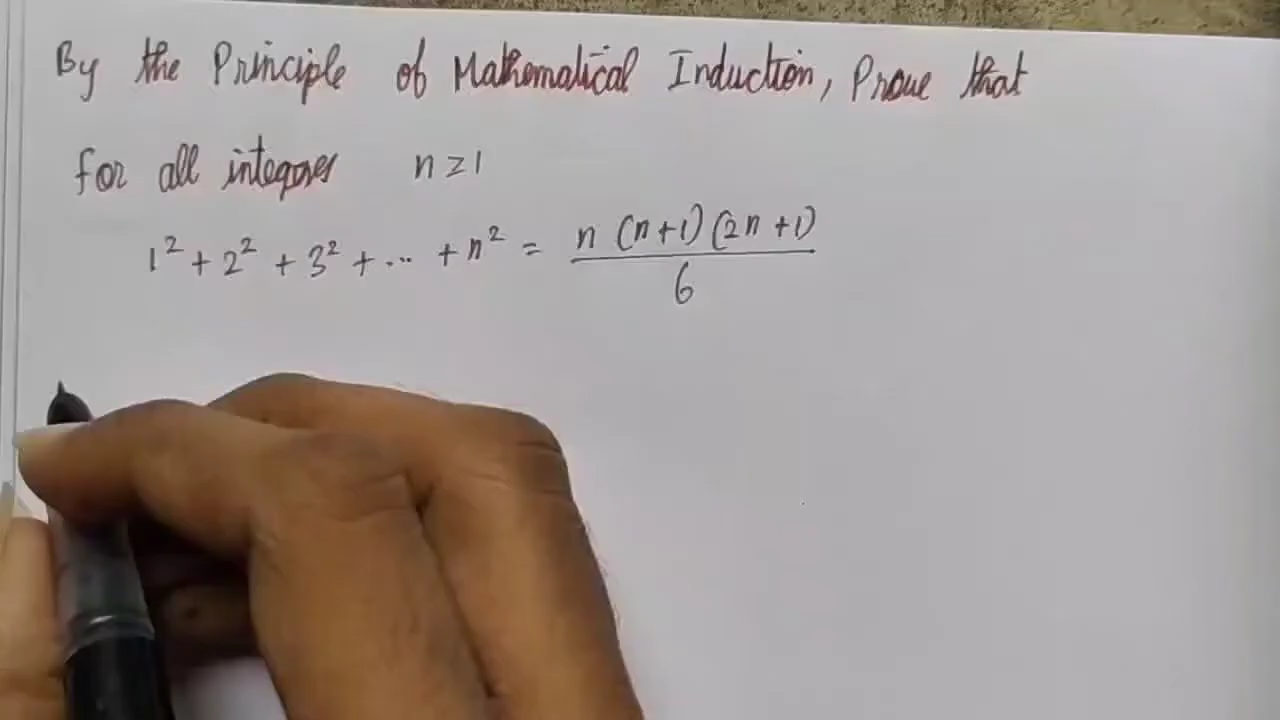 By the Principle of Mathematical Induction, Prove that
for all integers n ≥ 1
1² + 2² + 3² + ... + n² = n (n+1) (2n+1) / 6